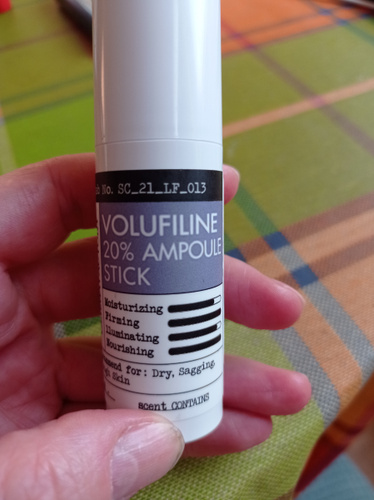 No. SC_21_LF_013
VOLUFILINE
20% AMPOULE
STICK
Moisturizing
Firming
Illuminating
Nourishing
for: Dry, Sagging,
Skin
scent CONTAINS